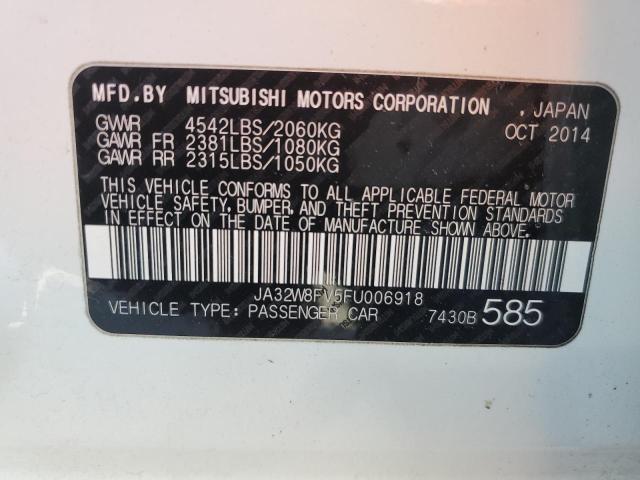 MFD.BY MITSUBISHI MOTORS CORPORATION , JAPAN
GVWR 4542LBS/2060KG OCT 2014
GAWR FR 2381LBS/1080KG
GAWR RR 2315LBS/1050KG
THIS VEHICLE CONFORMS TO ALL APPLICABLE FEDERAL MOTOR
VEHICLE SAFETY, BUMPER, AND THEFT PREVENTION STANDARDS
IN EFFECT ON THE DATE OF MANUFACTURE SHOWN ABOVE.
JA32W8FV5FU006918
VEHICLE TYPE: PASSENGER CAR 7430B 585